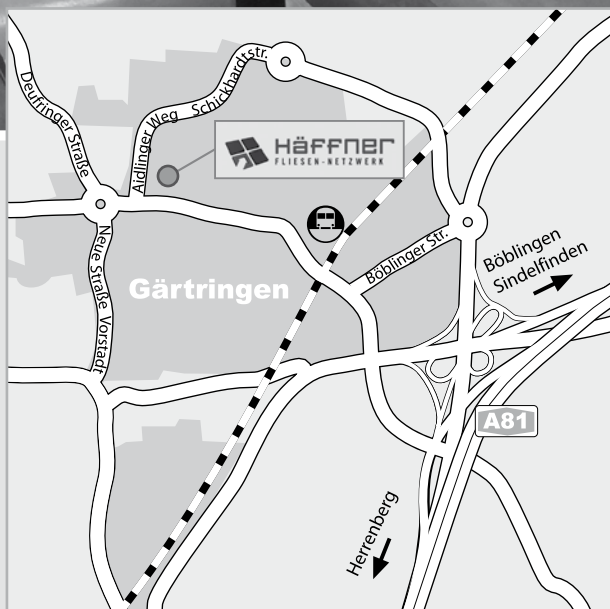 Schickhardtstr.
Deufringer Straße
Aidlinger Weg
HäFFner
FLIESEN-NETZWERK
Neue Straße
Vorstadt
Böblinger Str.
Böblingen
Sindelfinden
Gärtringen
A81
Herrenberg